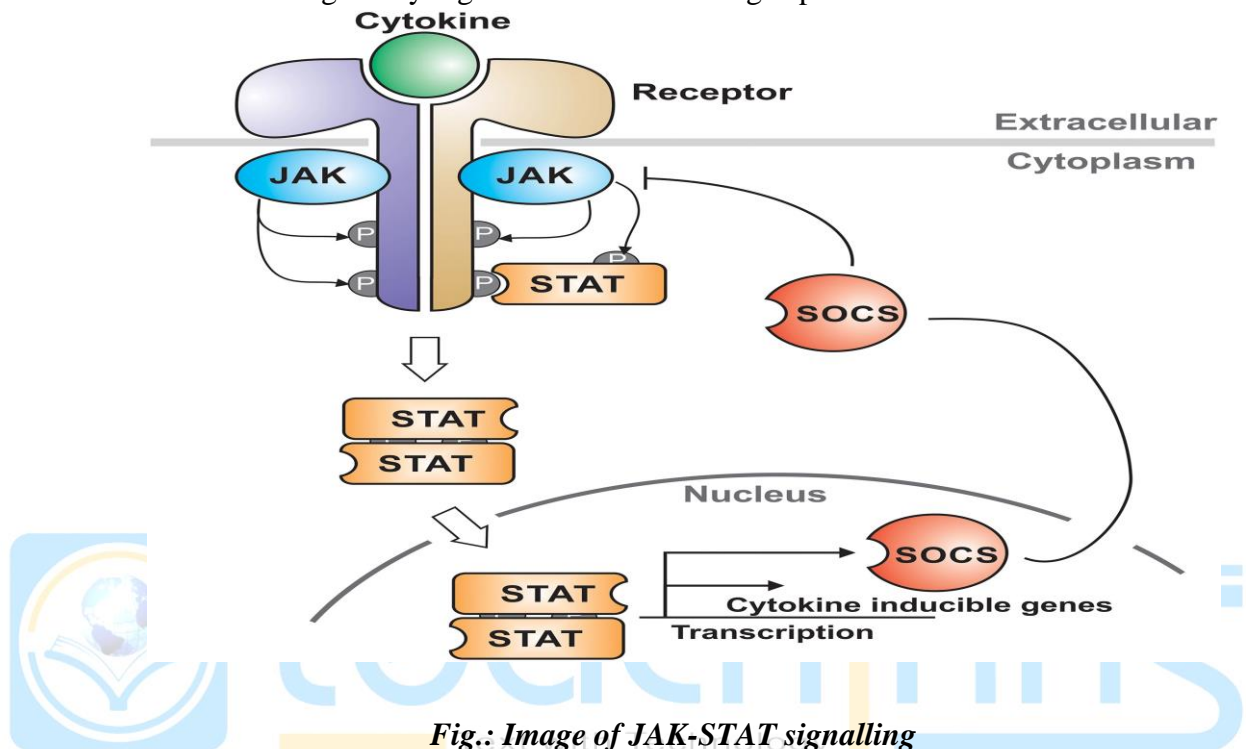 Cytokine
Receptor
Extracellular
Cytoplasm
JAK
JAK
P
P
P
P
P
STAT
SOCS
STAT
STAT
Nucleus
SOCS
STAT
STAT
Cytokine inducible genes
Transcription
Fig.: Image of JAK-STAT signalling